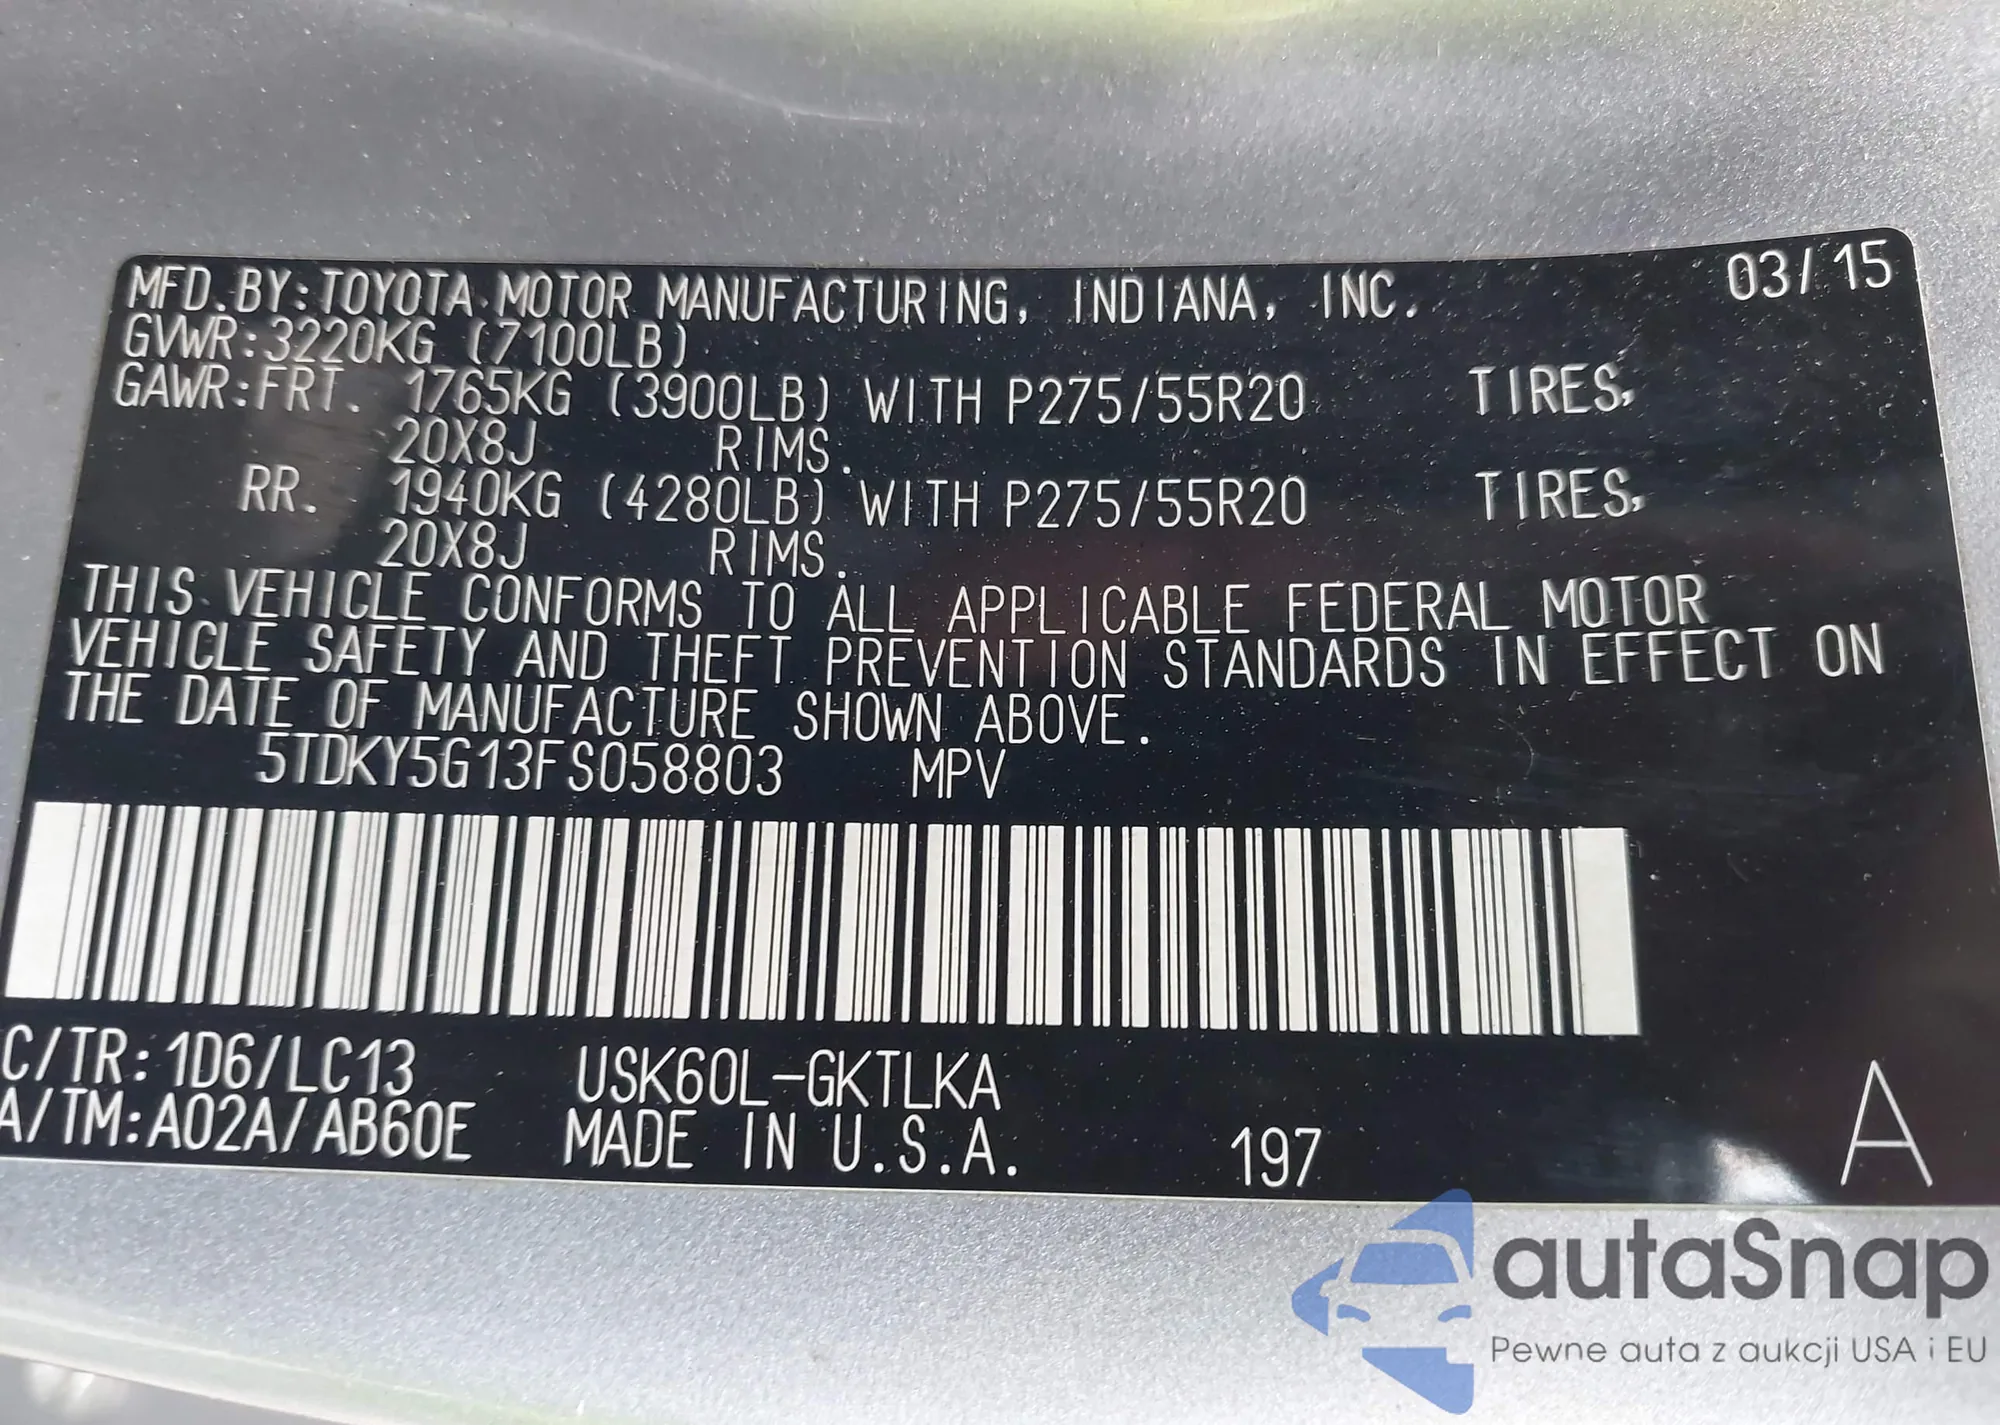 MFD.BY:TOYOTA MOTOR MANUFACTURING, INDIANA, INC. 03/15
GVWR:3220KG (7100LB)
GAWR:FRT. 1765KG (3900LB) WITH P275/55R20 TIRES,
20X8J RIMS.
RR. 1940KG (4280LB) WITH P275/55R20 TIRES,
20X8J RIMS.
THIS VEHICLE CONFORMS TO ALL APPLICABLE FEDERAL MOTOR
VEHICLE SAFETY AND THEFT PREVENTION STANDARDS IN EFFECT ON
THE DATE OF MANUFACTURE SHOWN ABOVE.
5TDKY5G13FS058803 MPV
C/TR:1D6/LC13 USK60L-GKTLKA
A/TM:A02A/AB60E MADE IN U.S.A. 197 A
autaSnap
Pewne auta z aukcji USA i EU